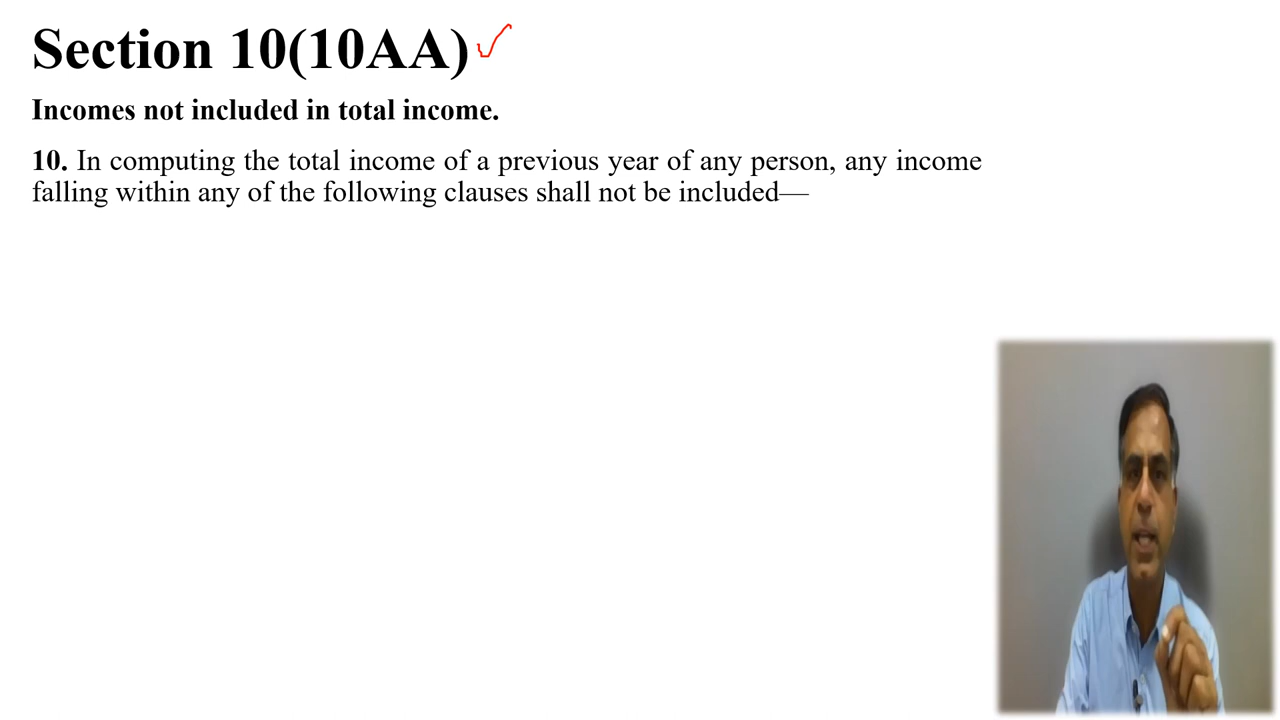 Section 10(10AA)
Incomes not included in total income.
10. In computing the total income of a previous year of any person, any income
falling within any of the following clauses shall not be included—